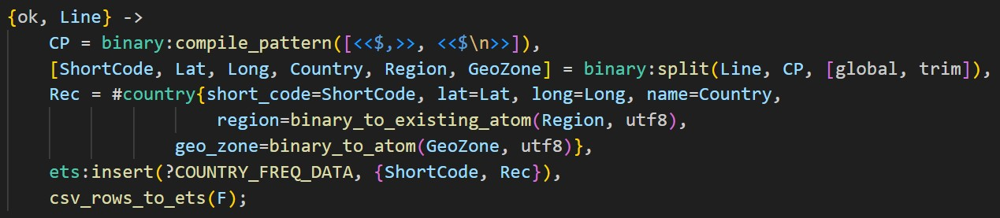 {ok, Line} ->
    CP = binary:compile_pattern([<<$,>>, <<$\n>>]),
    [ShortCode, Lat, Long, Country, Region, GeoZone] = binary:split(Line, CP, [global, trim]),
    Rec = #country{short_code=ShortCode, lat=Lat, long=Long, name=Country,
                    region=binary_to_existing_atom(Region, utf8),
                geo_zone=binary_to_atom(GeoZone, utf8)},
    ets:insert(?COUNTRY_FREQ_DATA, {ShortCode, Rec}),
    csv_rows_to_ets(F);